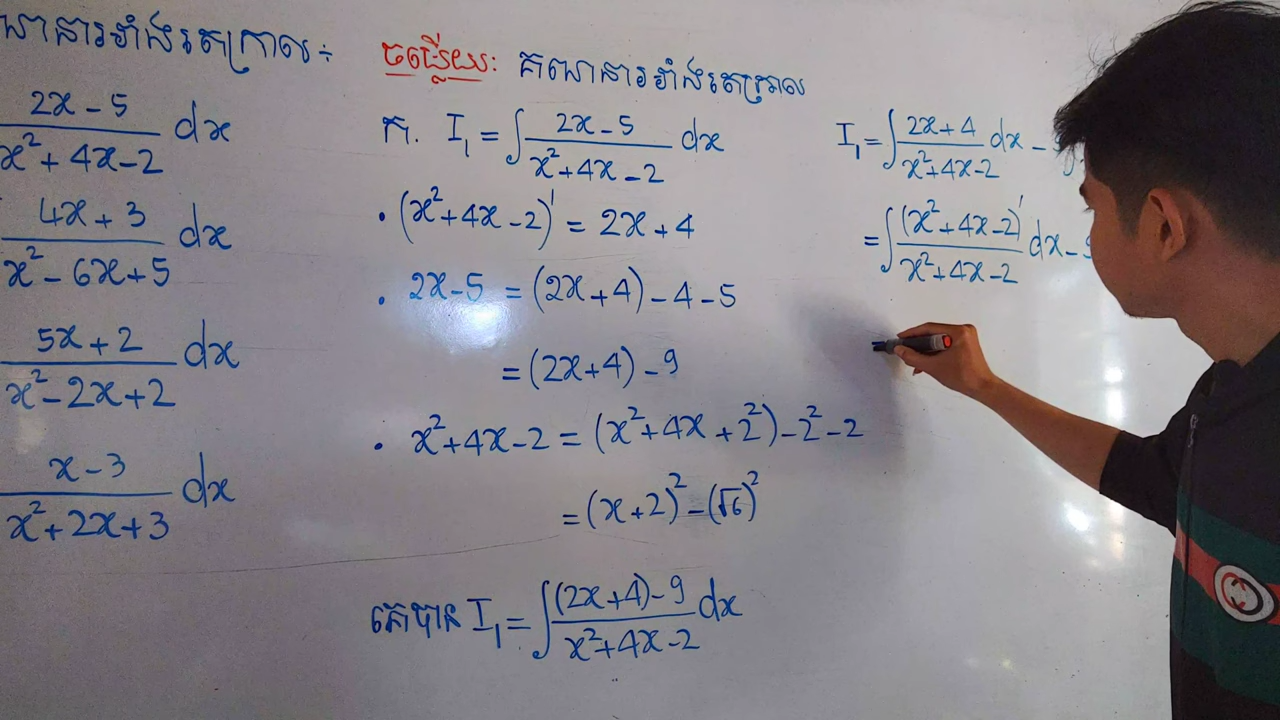 ណនារកអាំងតេក្រាល÷
2x - 5 / x² + 4x - 2 dx
4x + 3 / x² - 6x + 5 dx
5x + 2 / x² - 2x + 2 dx
x - 3 / x² + 2x + 3 dx
ចម្លើយ: គណនារកអាំងតេក្រាល
ក. I₁ = ∫ 2x - 5 / x² + 4x - 2 dx
• (x² + 4x - 2)' = 2x + 4
• 2x - 5 = (2x + 4) - 4 - 5
= (2x + 4) - 9
• x² + 4x - 2 = (x² + 4x + 2²) - 2² - 2
= (x + 2)² - (√6)²
គេបាន I₁ = ∫ (2x + 4) - 9 / x² + 4x - 2 dx
I₁ = ∫ 2x + 4 / x² + 4x - 2 dx -
= ∫ (x² + 4x - 2)' / x² + 4x - 2 dx -